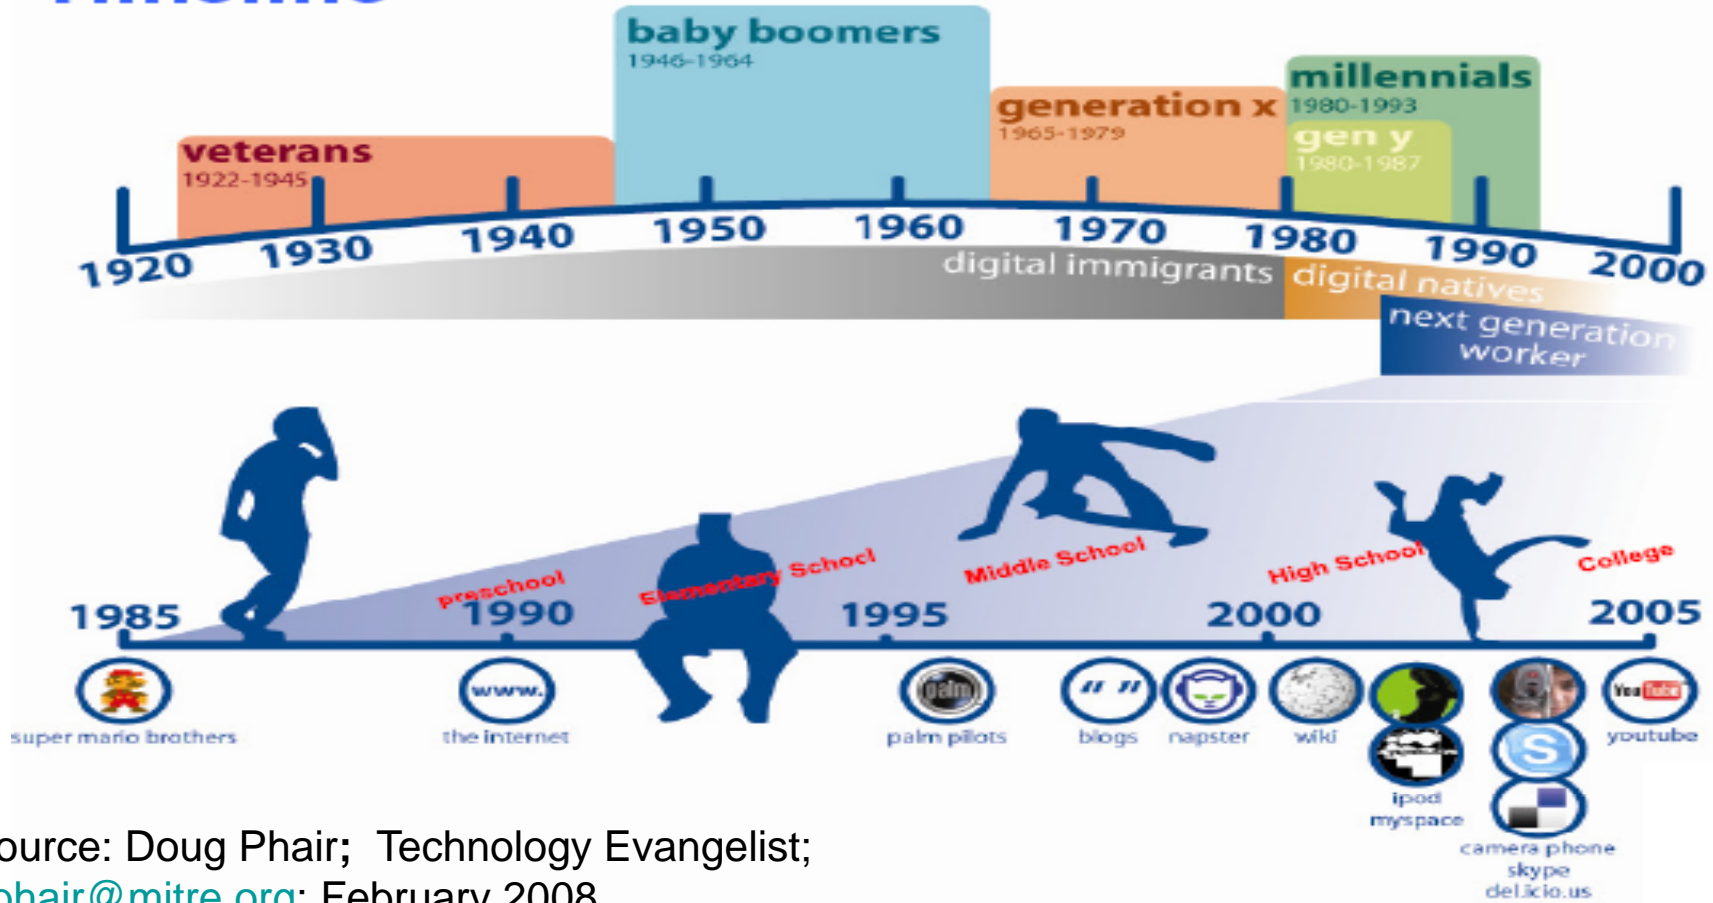 baby boomers
1946-1964
millennials
1980-1993
generation x
1965-1979
gen y
1980-1987
veterans
1922-1945
1920 1930 1940 1950 1960 1970 1980 1990 2000
digital immigrants digital natives
next generation
worker
preschool Elementary School Middle School High School College
1985 1990 1995 2000 2005
www. palm " " YouTube
S
super mario brothers the internet palm pilots blogs napster wiki youtube
ipod
myspace
camera phone
skype
del.icio.us
ource: Doug Phair; Technology Evangelist;
phair@mitre.org; February 2008